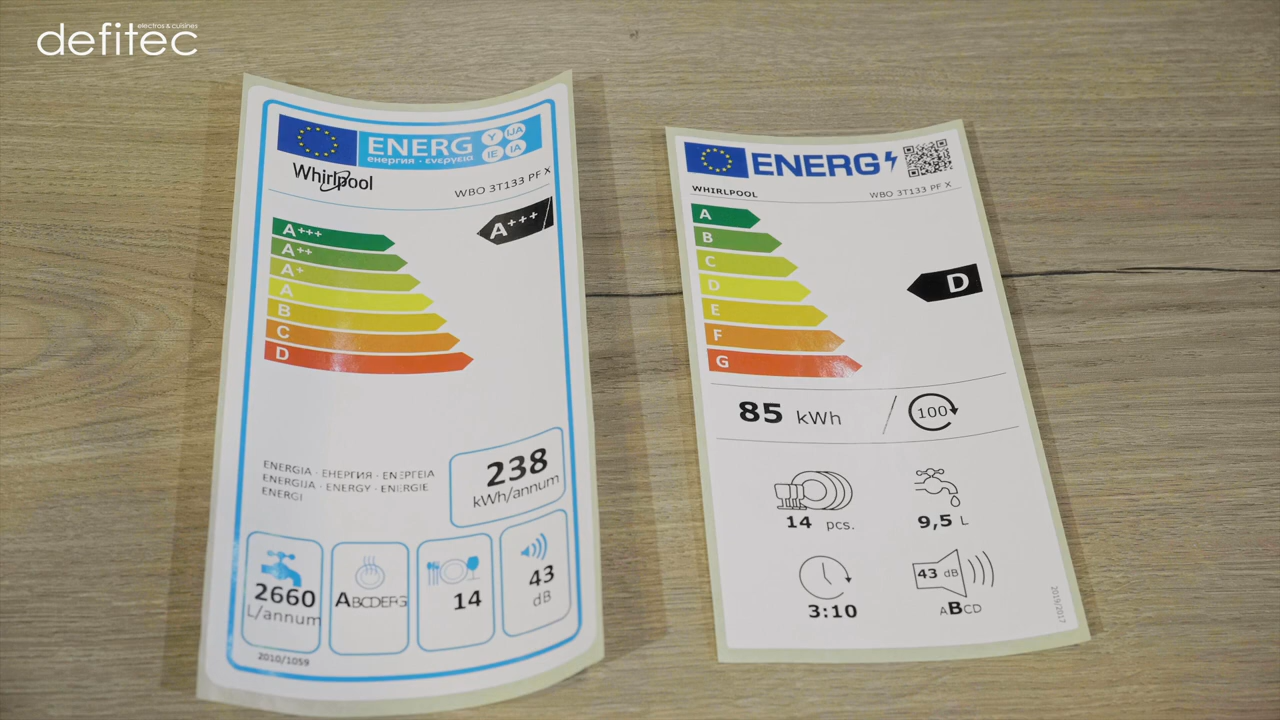 electros & cuisines
defitec
ENERG Y IJA
енергия · ενεργεια IE IA
Whirlpool
WBO 3T133 PF X
A+++
A+++
A++
A+
A
B
C
D
ENERGIA · ЕНЕРГИЯ · ΕΝΕΡΓΕΙΑ
ENERGIJA · ENERGY · ENERGIE
ENERGI
238
kWh/annum
2660
L/annum
ABCDEFG
14
43
dB
2010/1059
ENERG
WHIRLPOOL
WBO 3T133 PF X
A
B
C
D
D
E
F
G
85 kWh / 100
14 pcs.
9,5 L
3:10
43 dB
ABCD
2019/2017